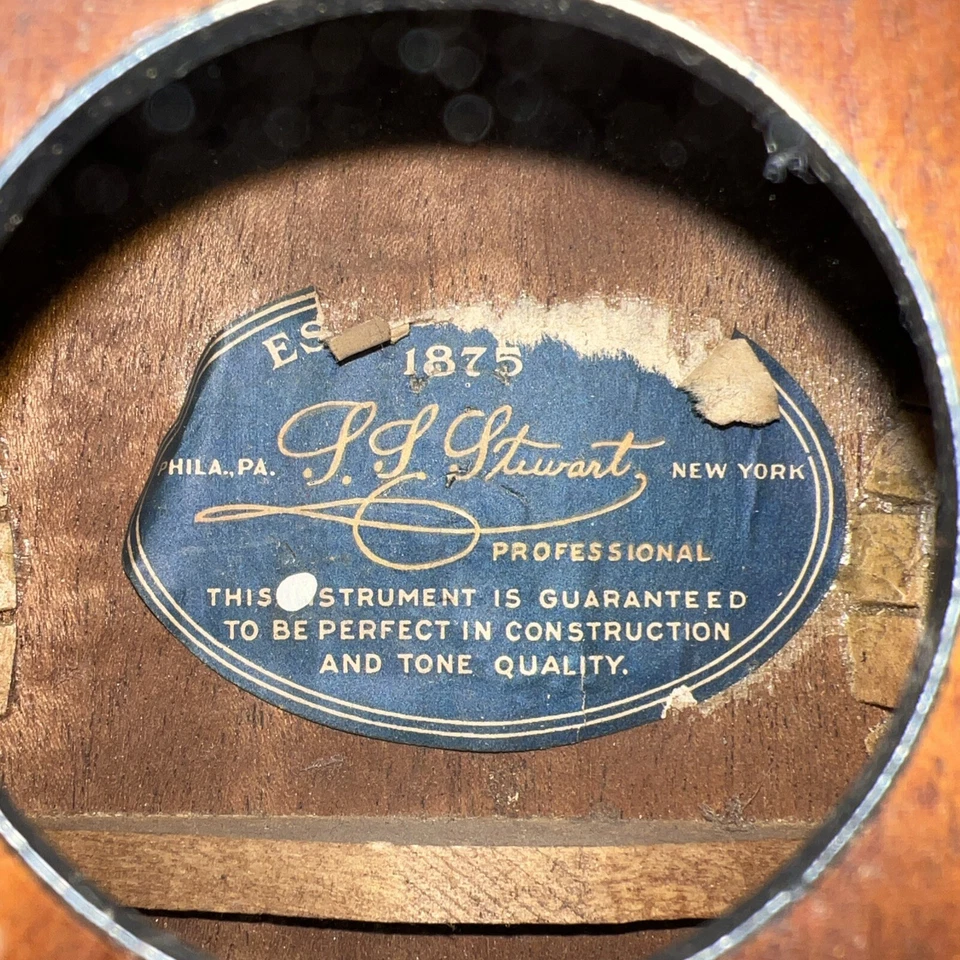 ES
1875
PHILA., PA. S. S. Stewart, NEW YORK
PROFESSIONAL
THIS INSTRUMENT IS GUARANTEED
TO BE PERFECT IN CONSTRUCTION
AND TONE QUALITY.